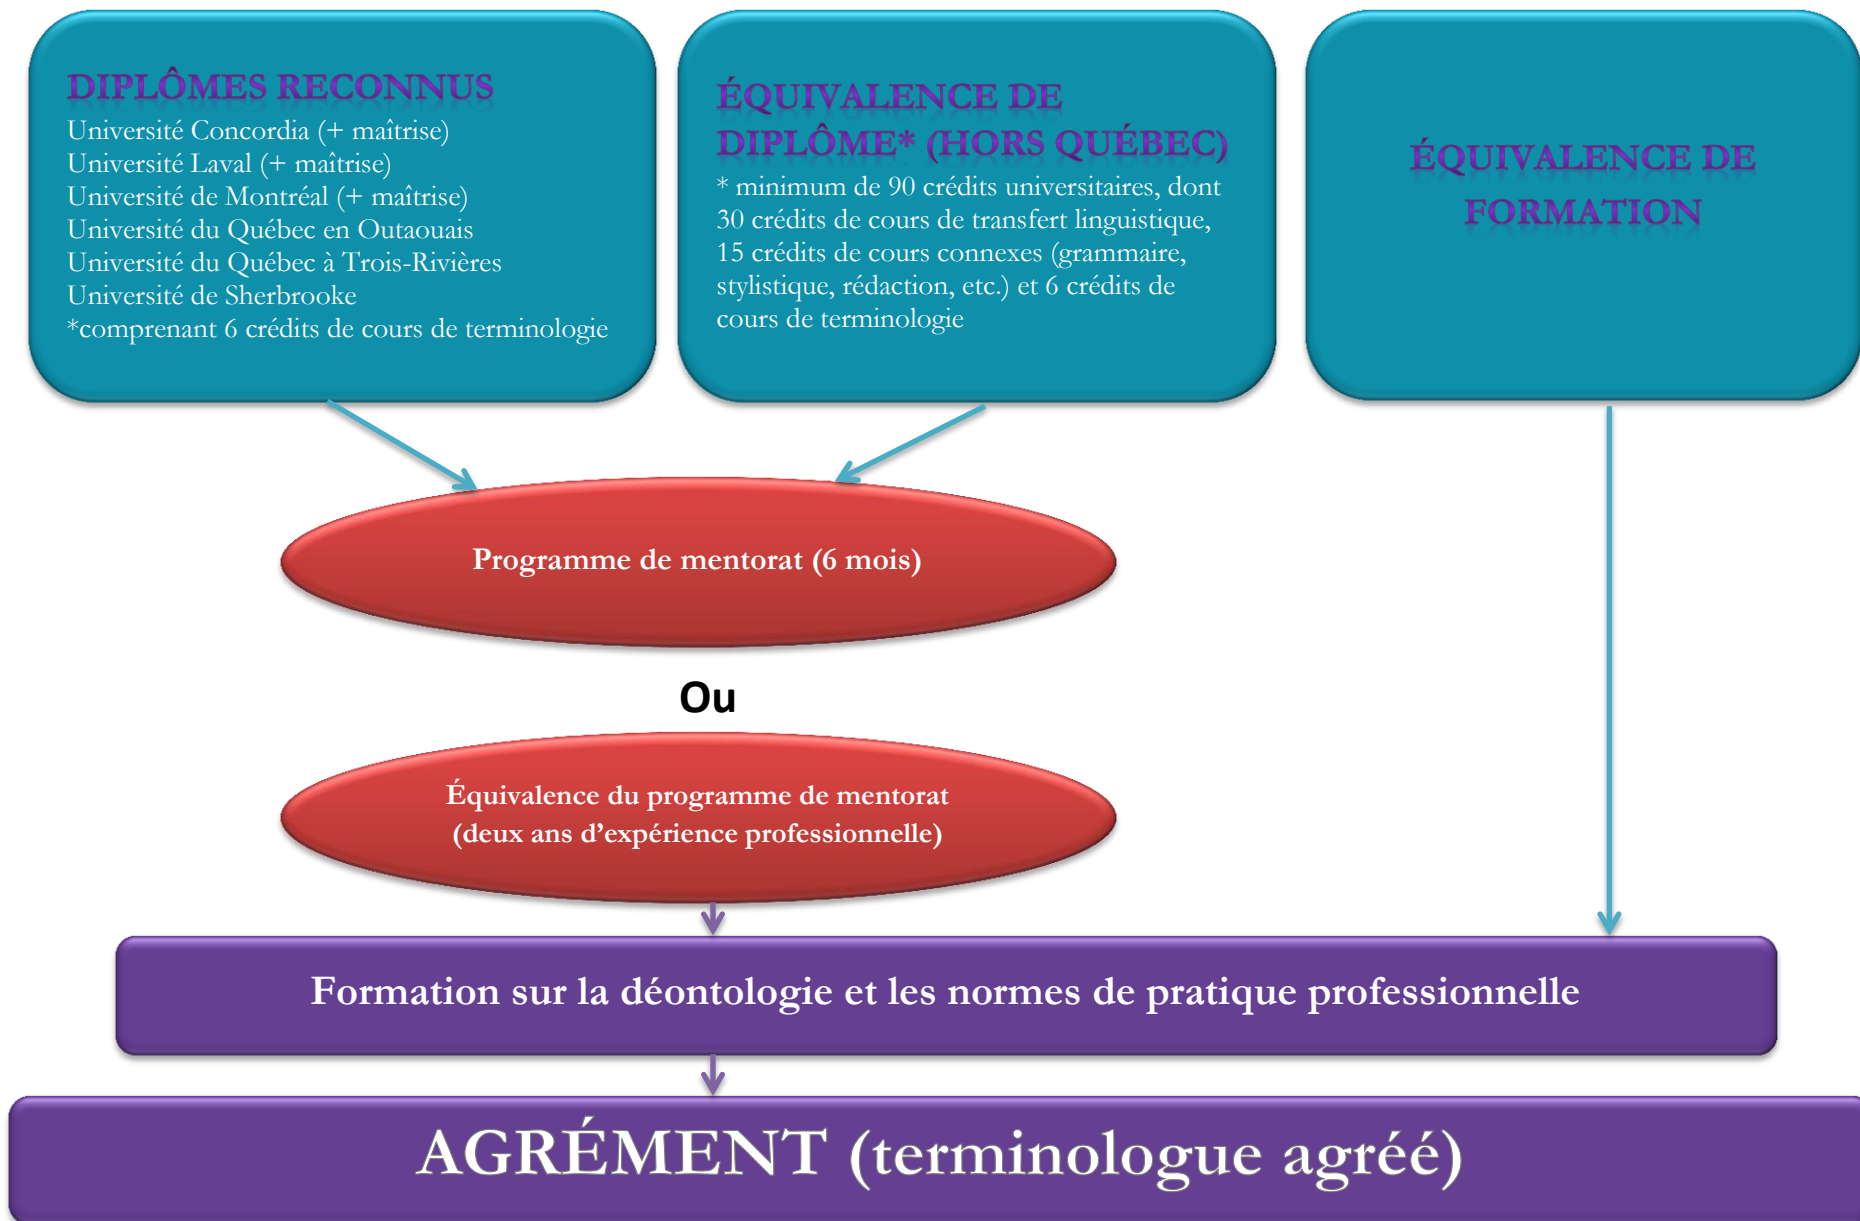 DIPLÔMES RECONNUS
Université Concordia (+ maîtrise)
Université Laval (+ maîtrise)
Université de Montréal (+ maîtrise)
Université du Québec en Outaouais
Université du Québec à Trois-Rivières
Université de Sherbrooke
*comprenant 6 crédits de cours de terminologie
ÉQUIVALENCE DE
DIPLÔME* (HORS QUÉBEC)
* minimum de 90 crédits universitaires, dont
30 crédits de cours de transfert linguistique,
15 crédits de cours connexes (grammaire,
stylistique, rédaction, etc.) et 6 crédits de
cours de terminologie
ÉQUIVALENCE DE
FORMATION
Programme de mentorat (6 mois)
Ou
Équivalence du programme de mentorat
(deux ans d’expérience professionnelle)
Formation sur la déontologie et les normes de pratique professionnelle
AGRÉMENT (terminologue agréé)